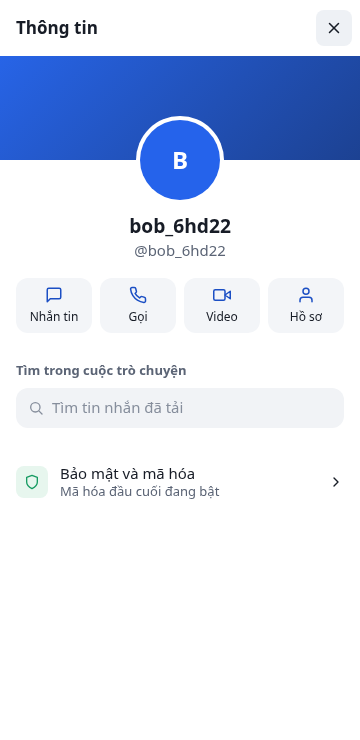 Thông tin
B
bob_6hd22
@bob_6hd22
Nhắn tin
Gọi
Video
Hồ sơ
Tìm trong cuộc trò chuyện
Tìm tin nhắn đã tải
Bảo mật và mã hóa
Mã hóa đầu cuối đang bật